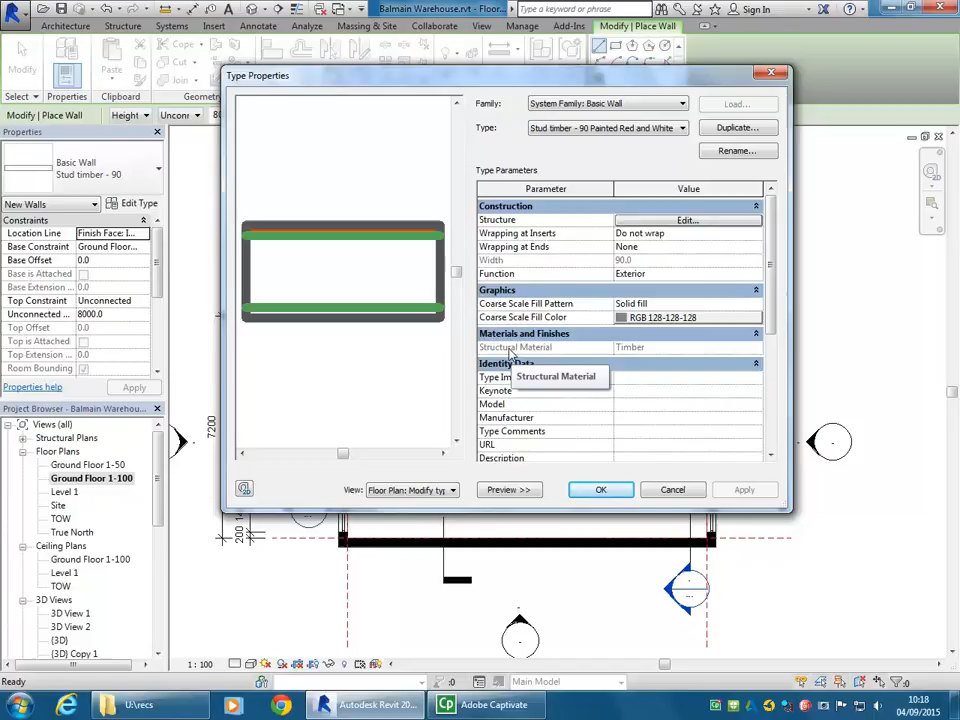 Balmain Warehouse.rvt - Floor...
Type a keyword or phrase
Sign In
Architecture Structure Systems Insert Annotate Analyze Massing & Site Collaborate View Manage Add-Ins Modify | Place Wall
Modify
Properties
Paste
Cope
Cut
Join
Select Properties Clipboard Geometr
Modify | Place Wall Height Unconn 80
Properties
Basic Wall
Stud timber - 90
New Walls Edit Type
Constraints
Location Line Finish Face: I...
Base Constraint Ground Floor...
Base Offset 0.0
Base is Attached
Base Extension ... 0.0
Top Constraint Unconnected
Unconnected ... 8000.0
Top Offset 0.0
Top is Attached
Top Extension ... 0.0
Room Bounding
Properties help Apply
Project Browser - Balmain Warehous...
Views (all)
Structural Plans
Floor Plans
Ground Floor 1-50
Ground Floor 1-100
Level 1
Site
TOW
True North
Ceiling Plans
Ground Floor 1-100
Level 1
TOW
3D Views
3D View 1
3D View 2
{3D}
{3D} Copy 1
Type Properties
Family: System Family: Basic Wall Load...
Type: Stud timber - 90 Painted Red and White Duplicate...
Rename...
Type Parameters
Parameter Value
Construction
Structure Edit...
Wrapping at Inserts Do not wrap
Wrapping at Ends None
Width 90.0
Function Exterior
Graphics
Coarse Scale Fill Pattern Solid fill
Coarse Scale Fill Color RGB 128-128-128
Materials and Finishes
Structural Material Timber
Identity Data
Type Im
Structural Material
Keynote
Model
Manufacturer
Type Comments
URL
Description
View: Floor Plan: Modify typ Preview >> OK Cancel Apply
7200
200
1 : 100
Ready :0 Main Model :0
U:\recs
Autodesk Revit 20...
Adobe Captivate
10:18
04/09/2015